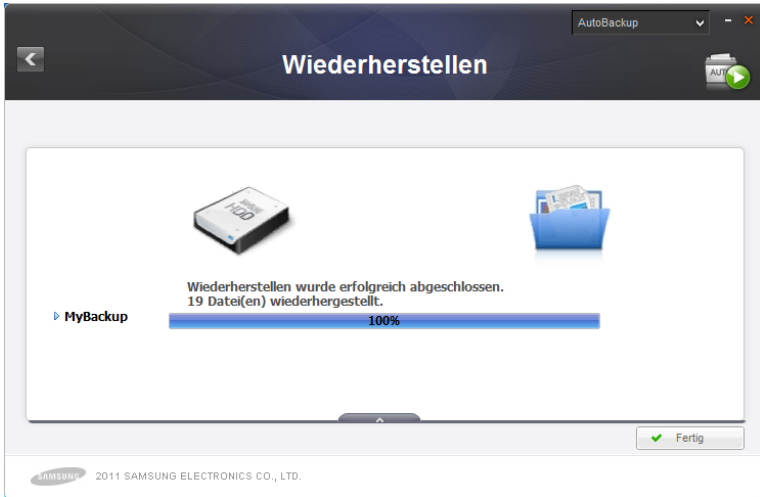 AutoBackup
Wiederherstellen
AUTO
HDD
Wiederherstellen wurde erfolgreich abgeschlossen.
19 Datei(en) wiederhergestellt.
MyBackup
100%
Fertig
SAMSUNG
2011 SAMSUNG ELECTRONICS CO., LTD.